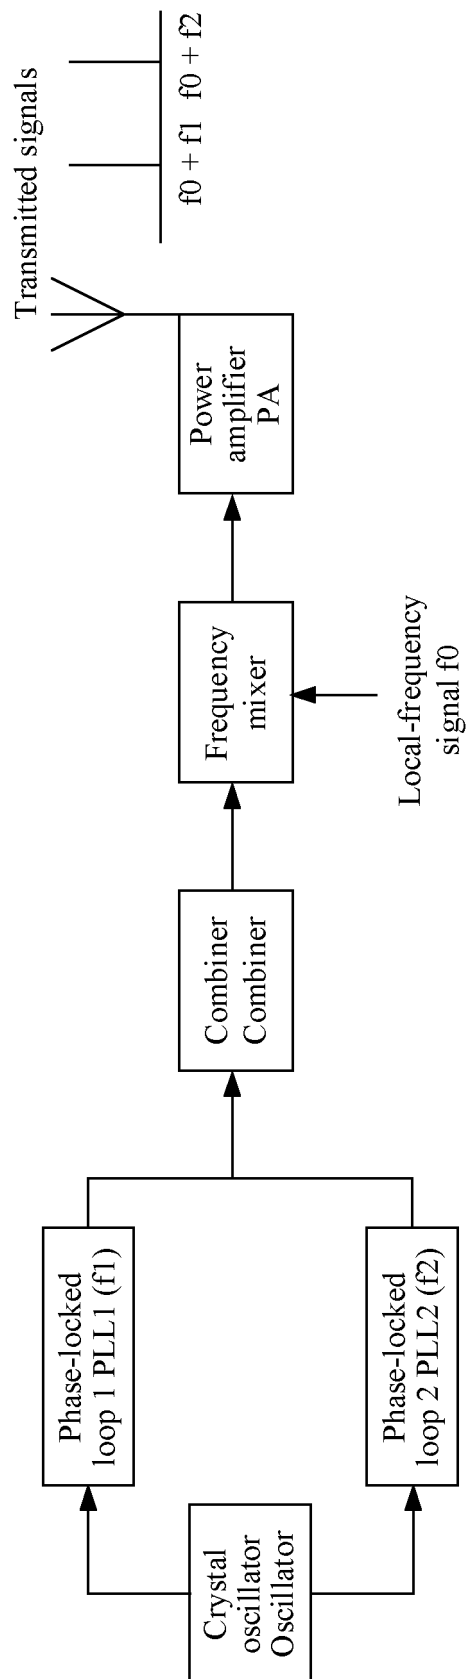 Crystal
oscillator
Oscillator
Phase-locked
loop 1 PLL1 (f1)
Phase-locked
loop 2 PLL2 (f2)
Combiner
Combiner
Frequency
mixer
Local-frequency
signal f0
Power
amplifier
PA
Transmitted signals
f0 + f1 f0 + f2